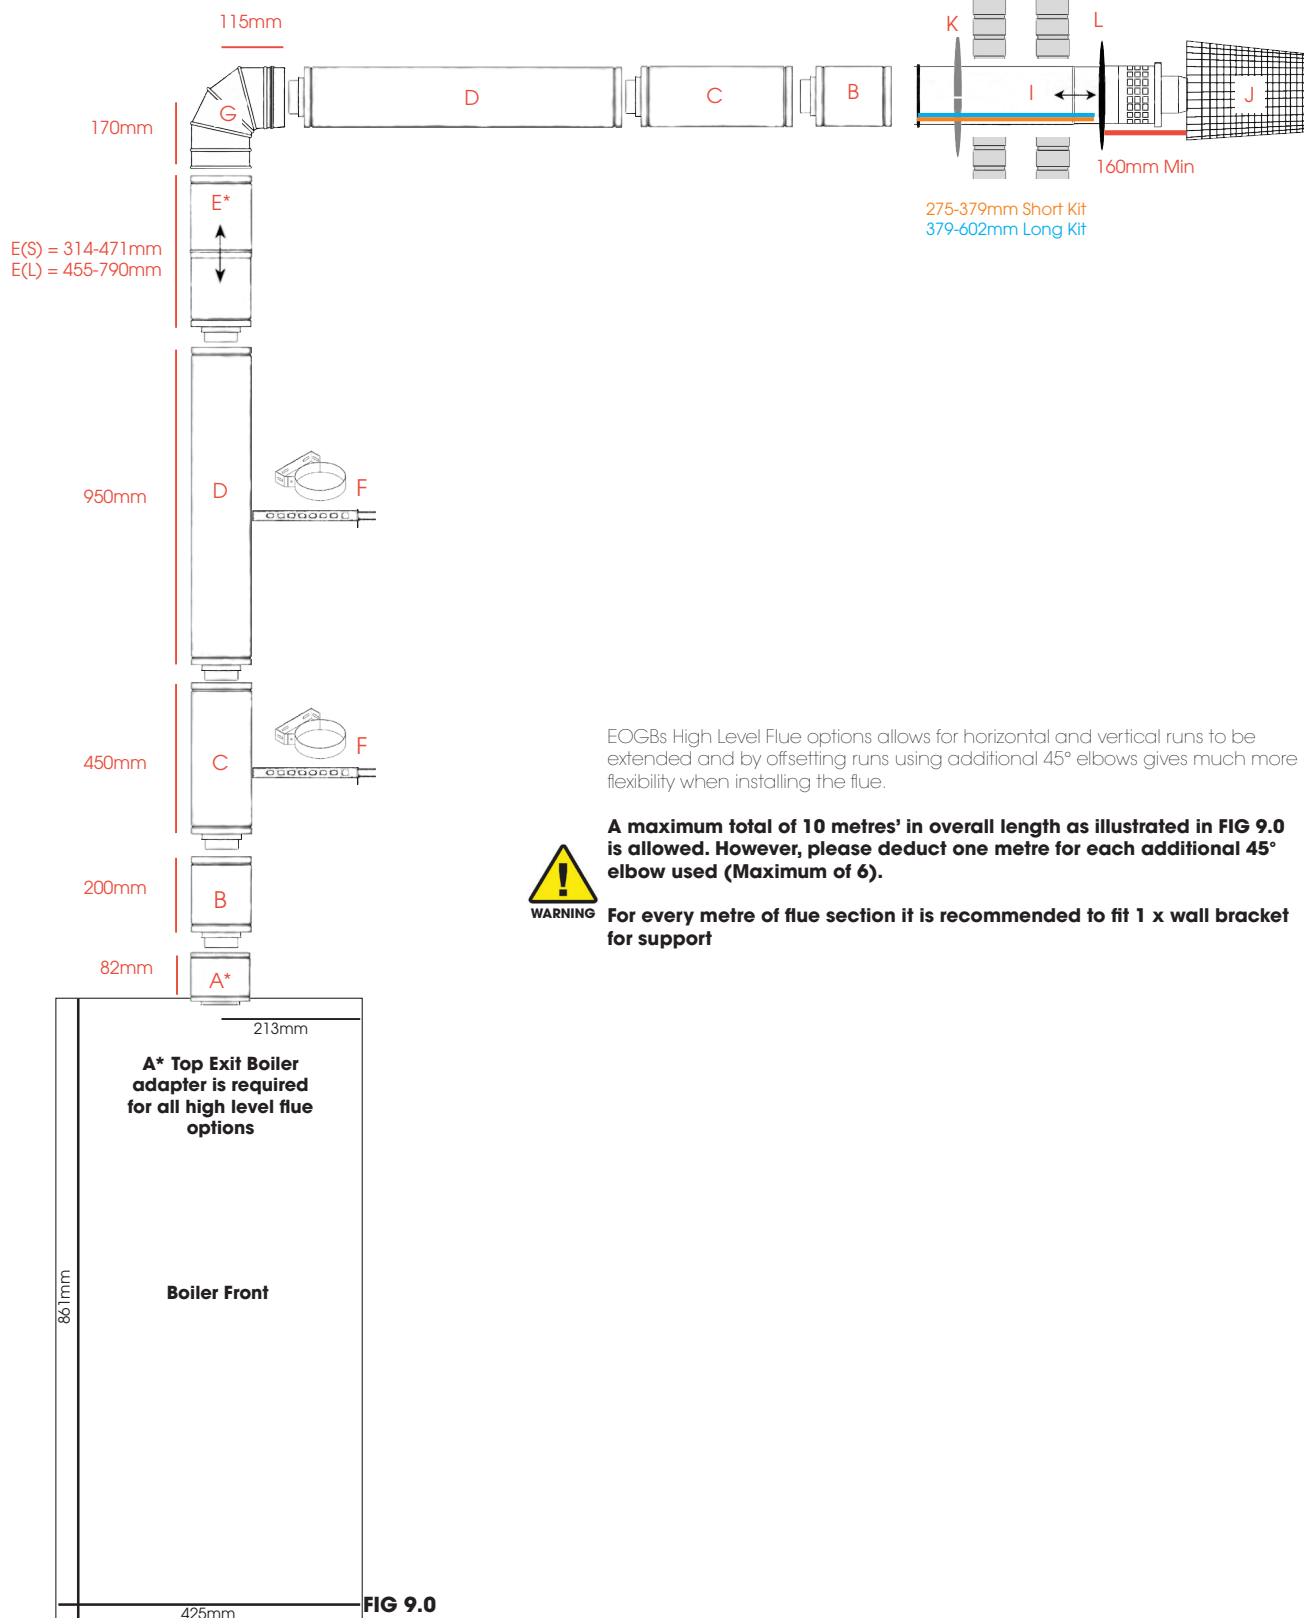 115mm
K
L
G
D
C
B
I
J
170mm
160mm Min
E*
275-379mm Short Kit
379-602mm Long Kit
E(S) = 314-471mm
E(L) = 455-790mm
950mm
D
F
450mm
C
F
EOGBs High Level Flue options allows for horizontal and vertical runs to be
extended and by offsetting runs using additional 45° elbows gives much more
flexibility when installing the flue.
A maximum total of 10 metres’ in overall length as illustrated in FIG 9.0
is allowed. However, please deduct one metre for each additional 45°
elbow used (Maximum of 6).
WARNING
For every metre of flue section it is recommended to fit 1 x wall bracket
for support
200mm
B
82mm
A*
213mm
A* Top Exit Boiler
adapter is required
for all high level flue
options
861mm
Boiler Front
425mm
FIG 9.0